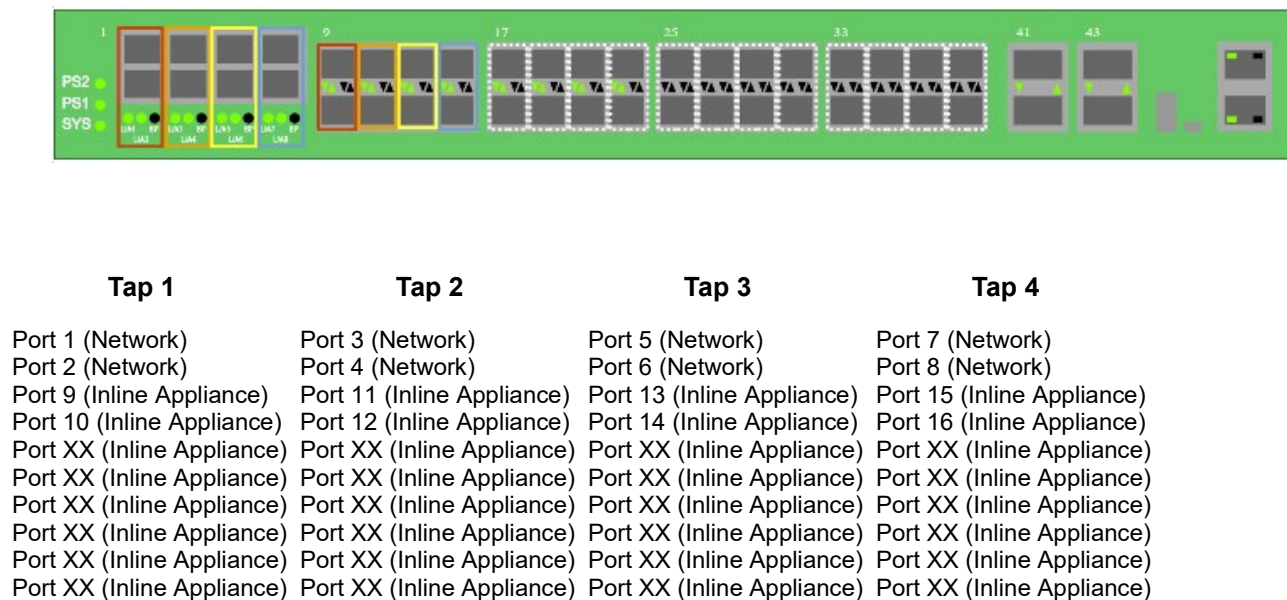 1 9 17 25 33 41 43
PS2
PS1
SYS
Tap 1 Tap 2 Tap 3 Tap 4
Port 1 (Network) Port 3 (Network) Port 5 (Network) Port 7 (Network)
Port 2 (Network) Port 4 (Network) Port 6 (Network) Port 8 (Network)
Port 9 (Inline Appliance) Port 11 (Inline Appliance) Port 13 (Inline Appliance) Port 15 (Inline Appliance)
Port 10 (Inline Appliance) Port 12 (Inline Appliance) Port 14 (Inline Appliance) Port 16 (Inline Appliance)
Port XX (Inline Appliance) Port XX (Inline Appliance) Port XX (Inline Appliance) Port XX (Inline Appliance)
Port XX (Inline Appliance) Port XX (Inline Appliance) Port XX (Inline Appliance) Port XX (Inline Appliance)
Port XX (Inline Appliance) Port XX (Inline Appliance) Port XX (Inline Appliance) Port XX (Inline Appliance)
Port XX (Inline Appliance) Port XX (Inline Appliance) Port XX (Inline Appliance) Port XX (Inline Appliance)
Port XX (Inline Appliance) Port XX (Inline Appliance) Port XX (Inline Appliance) Port XX (Inline Appliance)
Port XX (Inline Appliance) Port XX (Inline Appliance) Port XX (Inline Appliance) Port XX (Inline Appliance)